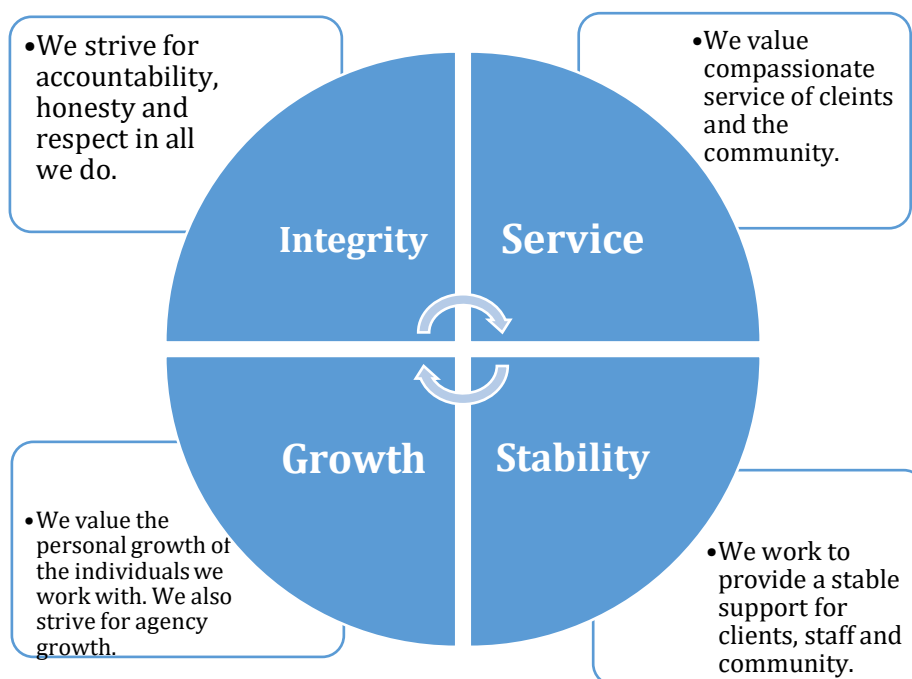 •We strive for
accountability,
honesty and
respect in all
we do.
•We value
compassionate
service of cleints
and the
community.
Integrity
Service
Growth
Stability
•We value the
personal growth of
the individuals we
work with. We also
strive for agency
growth.
•We work to
provide a stable
support for
clients, staff and
community.